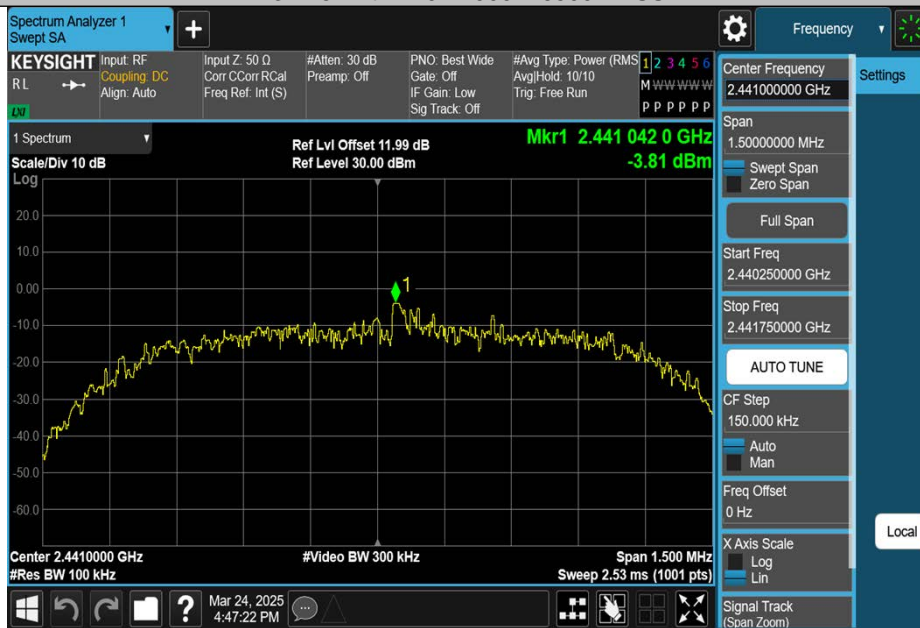 Spectrum Analyzer 1
Swept SA
Frequency
KEYSIGHT
R L
LXI
Input: RF
Coupling: DC
Align: Auto
Input Z: 50 Ω
Corr CCorr RCal
Freq Ref: Int (S)
#Atten: 30 dB
Preamp: Off
PNO: Best Wide
Gate: Off
IF Gain: Low
Sig Track: Off
#Avg Type: Power (RMS
Avg|Hold: 10/10
Trig: Free Run
1 2 3 4 5 6
M W W W W W
P P P P P P
1 Spectrum
Scale/Div 10 dB
Log
Ref Lvl Offset 11.99 dB
Ref Level 30.00 dBm
Mkr1 2.441 042 0 GHz
-3.81 dBm
20.0
10.0
0.00
-10.0
-20.0
-30.0
-40.0
-50.0
-60.0
1
Center 2.4410000 GHz
#Res BW 100 kHz
#Video BW 300 kHz
Span 1.500 MHz
Sweep 2.53 ms (1001 pts)
Mar 24, 2025
4:47:22 PM
Center Frequency
2.441000000 GHz
Span
1.50000000 MHz
Swept Span
Zero Span
Full Span
Start Freq
2.440250000 GHz
Stop Freq
2.441750000 GHz
AUTO TUNE
CF Step
150.000 kHz
Auto
Man
Freq Offset
0 Hz
X Axis Scale
Log
Lin
Signal Track
(Span Zoom)
Settings
Local